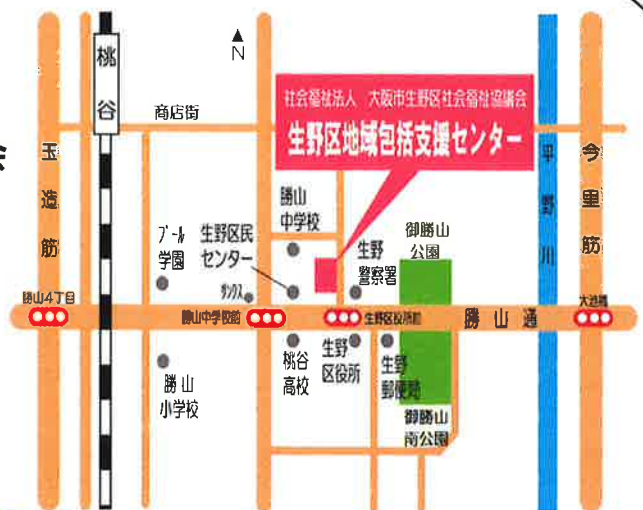 桃谷
N
社会福祉法人 大阪市生野区社会福祉協議会
生野区地域包括支援センター
商店街
玉造筋
平野川
今里筋
勝山
中学校
プール
学園
生野区民
センター
生野
警察署
御勝山
公園
サンクス
勝山4丁目
勝山中学校前
生野区役所前
勝山通
大池橋
勝山
小学校
桃谷
高校
生野
区役所
生野
郵便局
御勝山
南公園